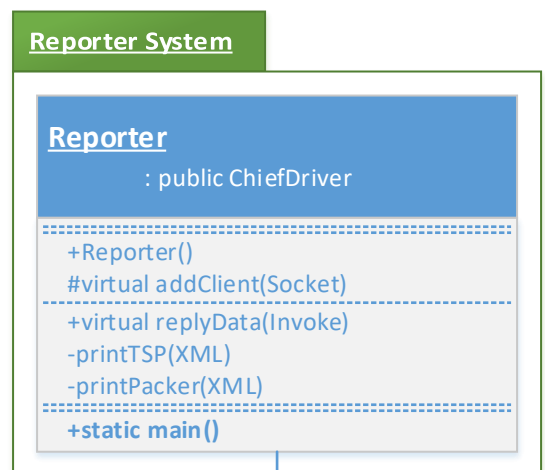 Reporter System
Reporter
: public ChiefDriver
+Reporter()
#virtual addClient(Socket)
+virtual replyData(Invoke)
-printTSP(XML)
-printPacker(XML)
+static main()